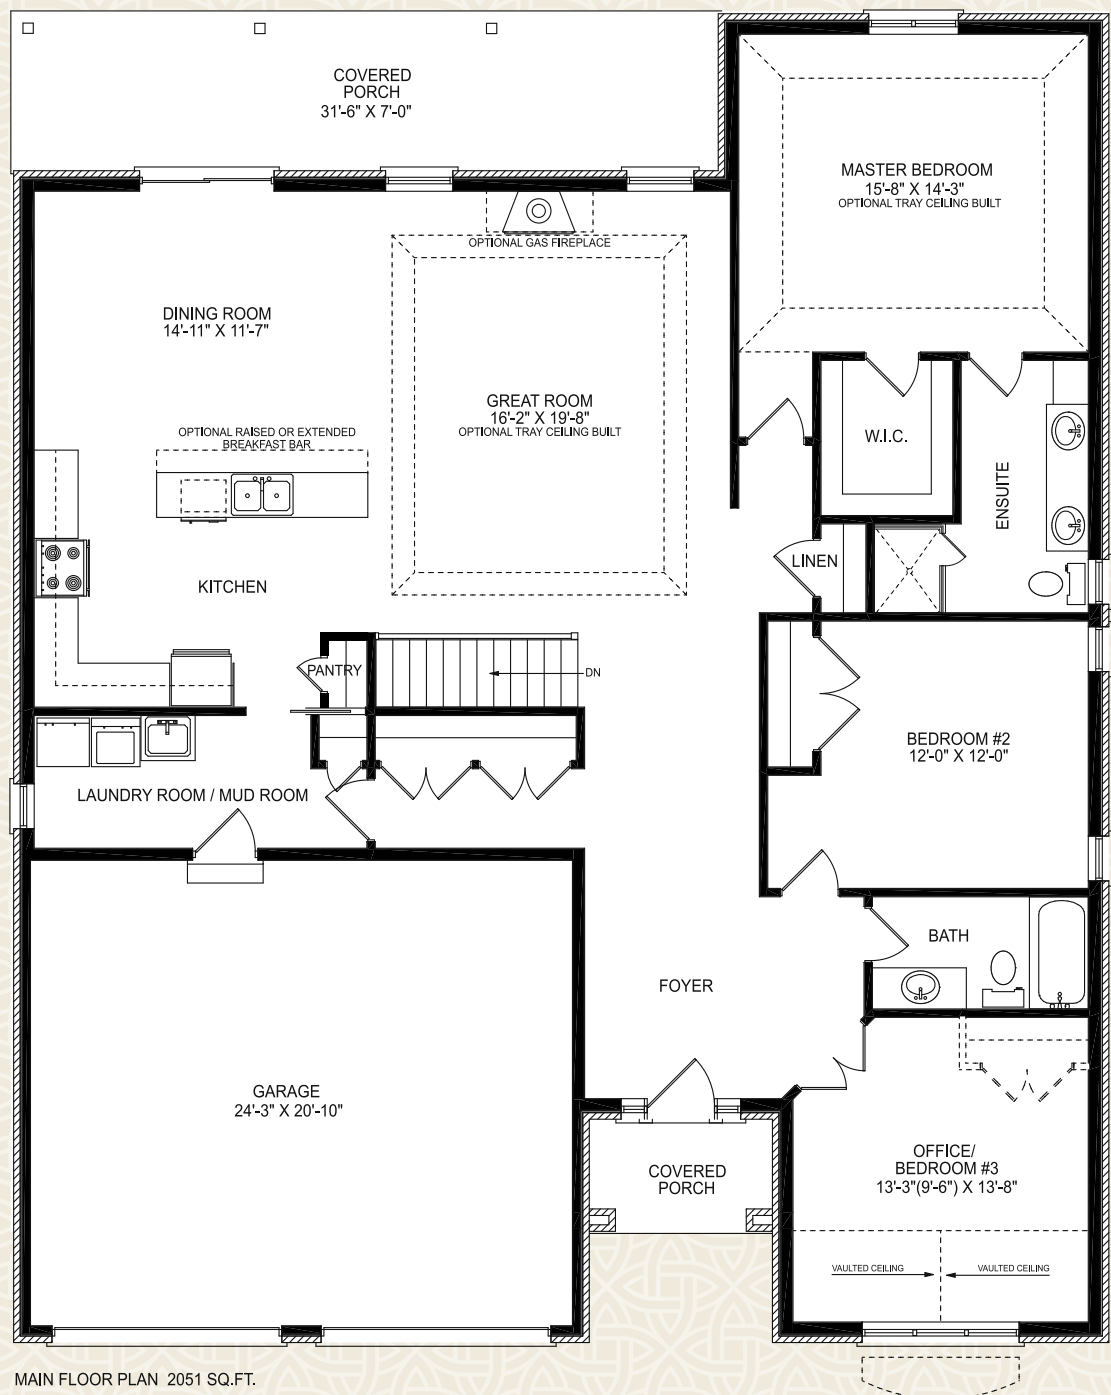 COVERED
PORCH
31'-6" X 7'-0"
MASTER BEDROOM
15'-8" X 14'-3"
OPTIONAL TRAY CEILING BUILT
OPTIONAL GAS FIREPLACE
DINING ROOM
14'-11" X 11'-7"
GREAT ROOM
16'-2" X 19'-8"
OPTIONAL TRAY CEILING BUILT
OPTIONAL RAISED OR EXTENDED
BREAKFAST BAR
W.I.C.
ENSUITE
LINEN
KITCHEN
PANTRY
DN
BEDROOM #2
12'-0" X 12'-0"
LAUNDRY ROOM / MUD ROOM
BATH
FOYER
GARAGE
24'-3" X 20'-10"
COVERED
PORCH
OFFICE/
BEDROOM #3
13'-3"(9'-6") X 13'-8"
VAULTED CEILING
VAULTED CEILING
MAIN FLOOR PLAN 2051 SQ.FT.